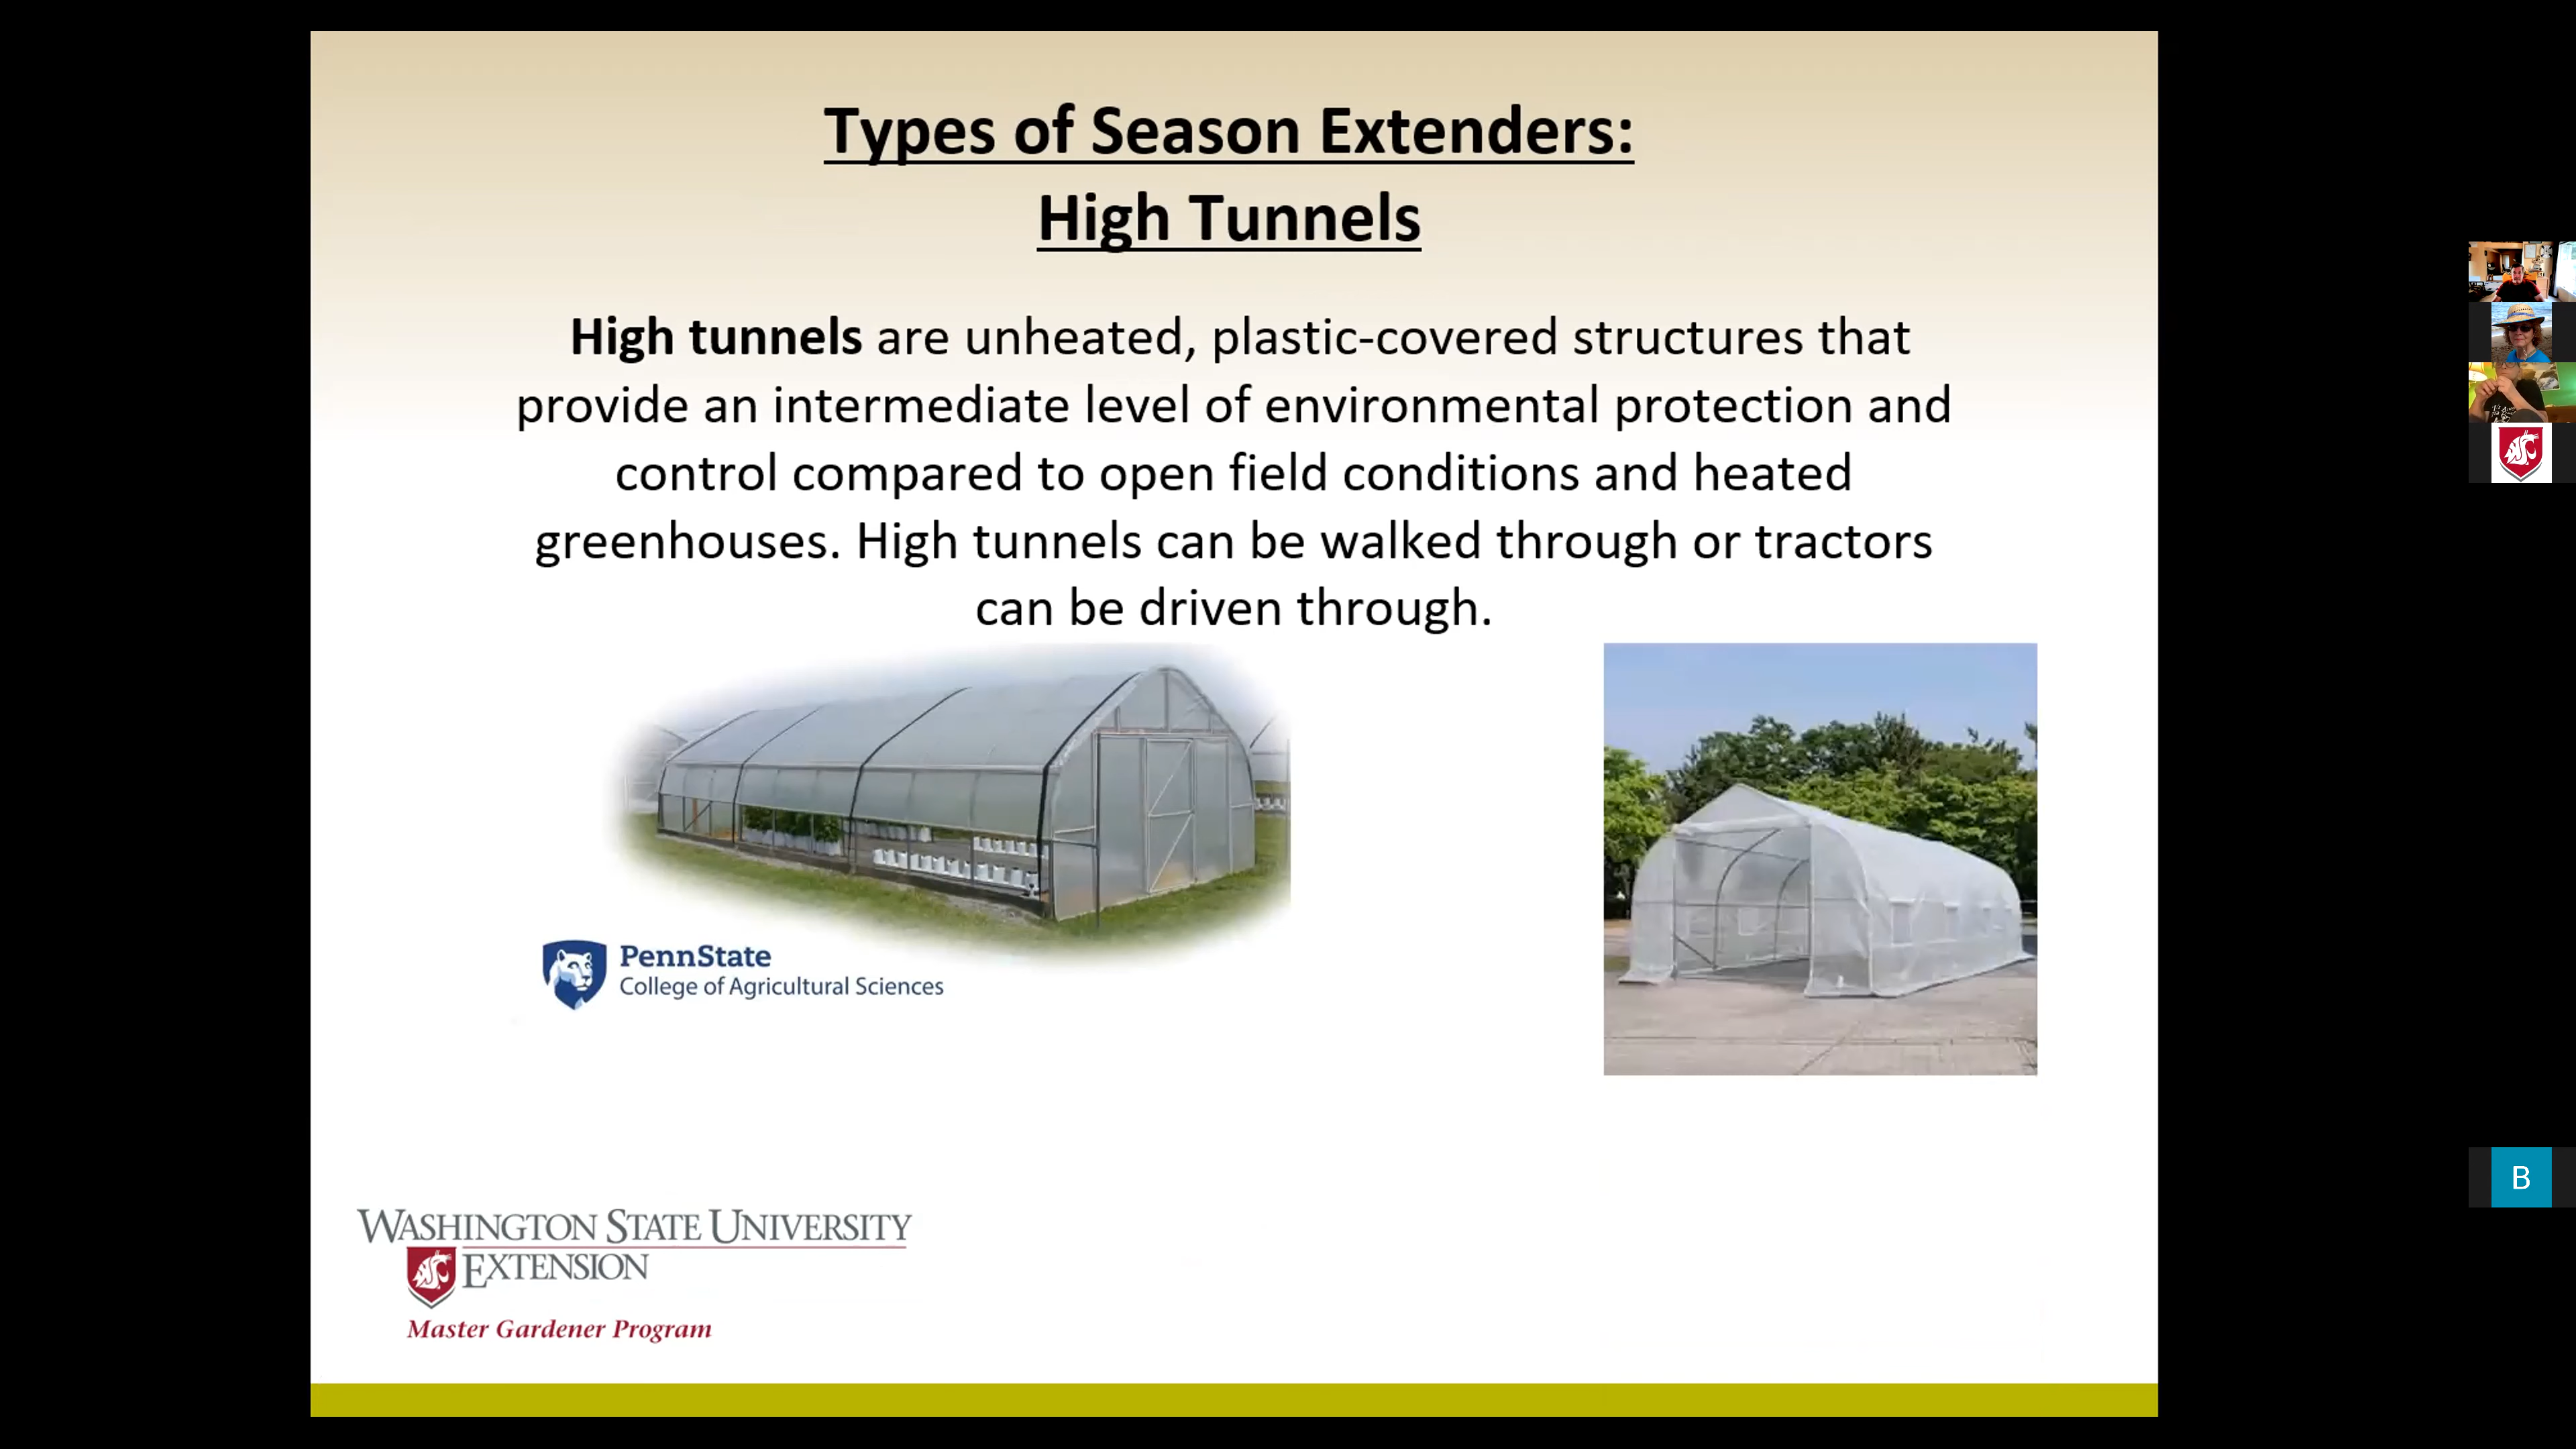 Types of Season Extenders:
High Tunnels
High tunnels are unheated, plastic-covered structures that
provide an intermediate level of environmental protection and
control compared to open field conditions and heated
greenhouses. High tunnels can be walked through or tractors
can be driven through.
PennState
College of Agricultural Sciences
WASHINGTON STATE UNIVERSITY
EXTENSION
Master Gardener Program
B